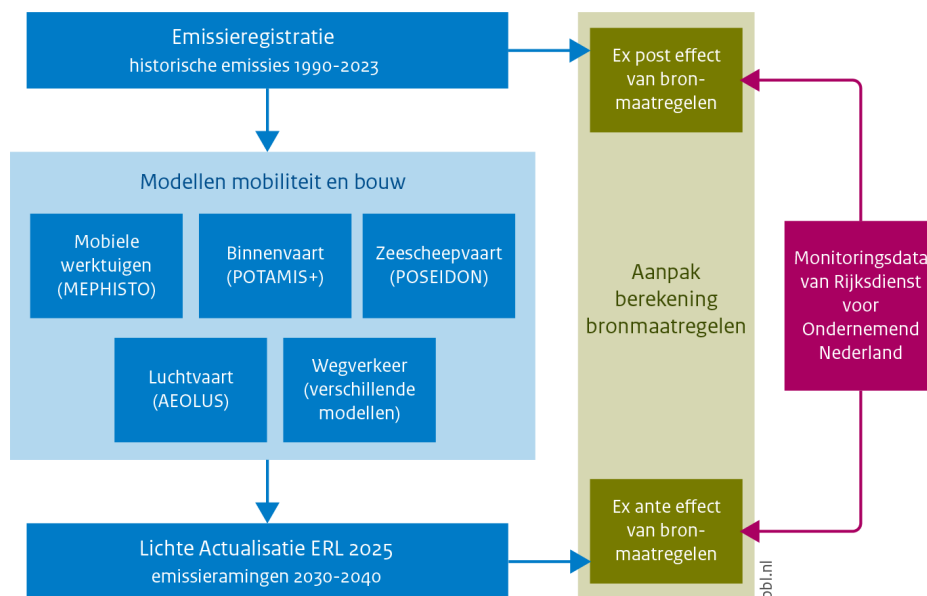 Emissieregistratie
historische emissies 1990-2023
Ex post effect
van bron-
maatregelen
Modellen mobiliteit en bouw
Mobiele
werktuigen
(MEPHISTO)
Binnenvaart
(POTAMIS+)
Zeescheepvaart
(POSEIDON)
Luchtvaart
(AEOLUS)
Wegverkeer
(verschillende
modellen)
Aanpak
berekening
bronmaatregelen
Monitoringsdata
van Rijksdienst
voor
Ondernemend
Nederland
Lichte Actualisatie ERL 2025
emissieramingen 2030-2040
Ex ante effect
van bron-
maatregelen
pbl.nl